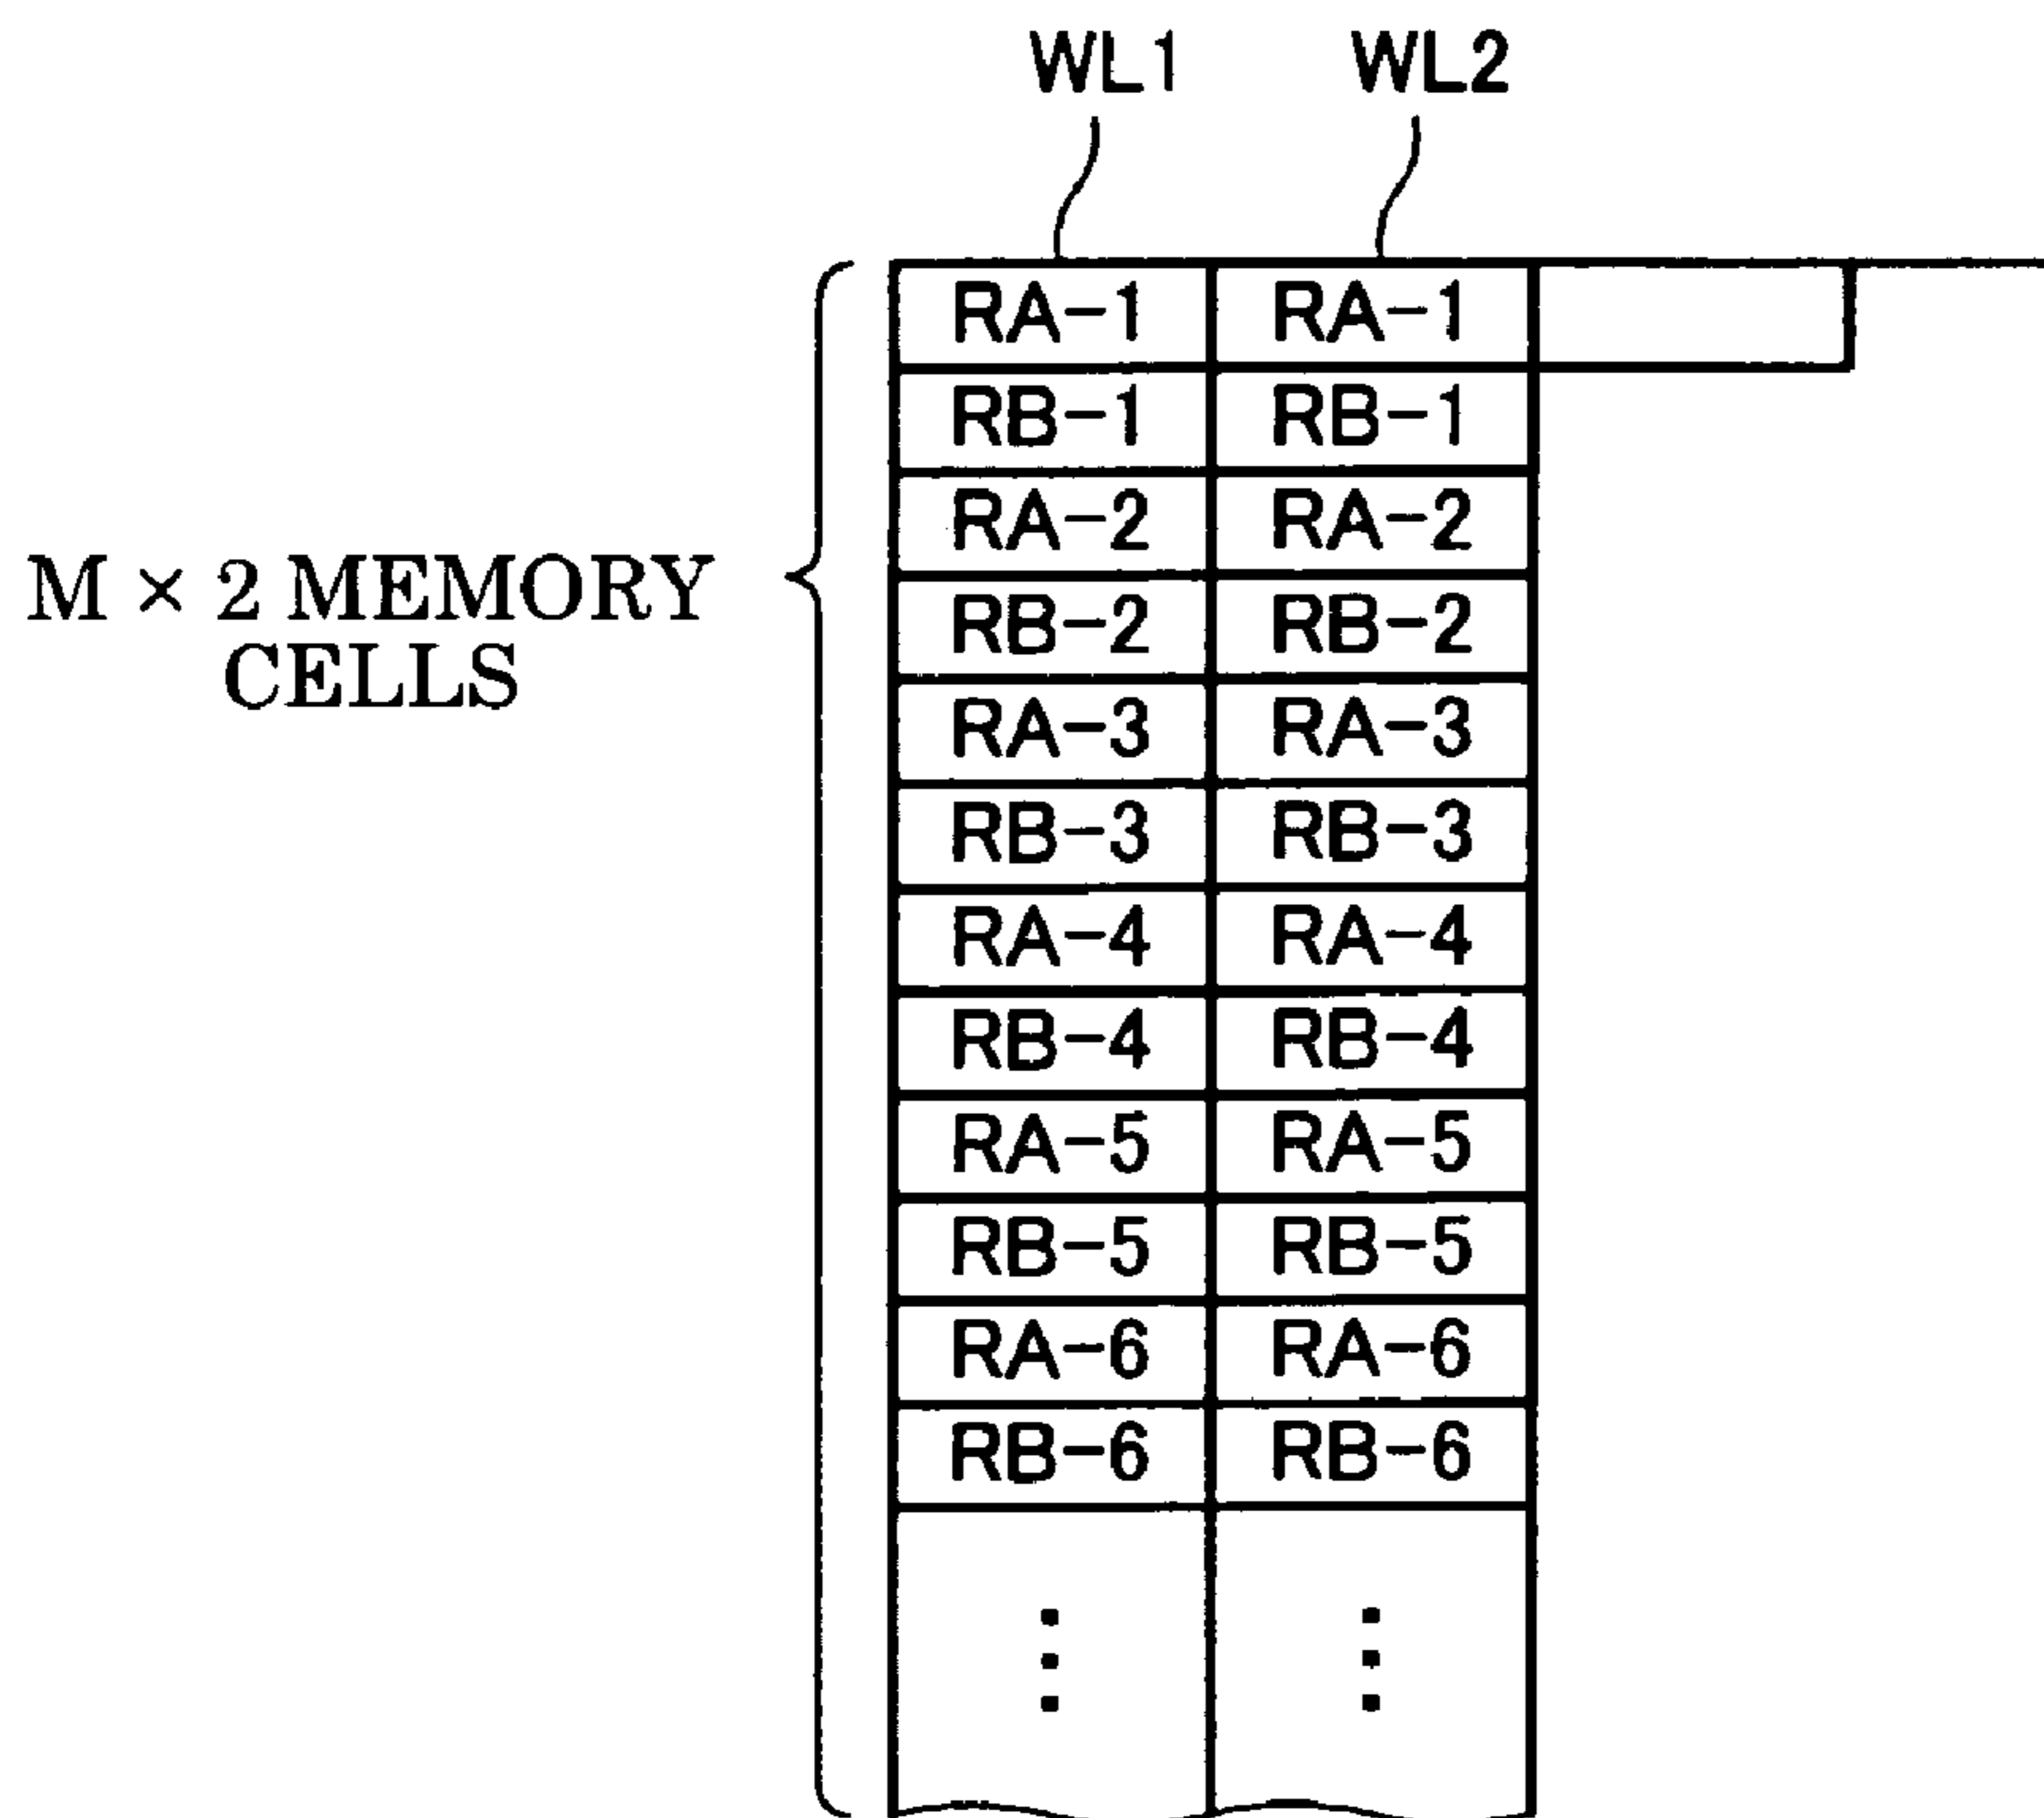 WL1 WL2
RA-1 RA-1
RB-1 RB-1
RA-2 RA-2
M × 2 MEMORY
CELLS
RB-2 RB-2
RA-3 RA-3
RB-3 RB-3
RA-4 RA-4
RB-4 RB-4
RA-5 RA-5
RB-5 RB-5
RA-6 RA-6
RB-6 RB-6